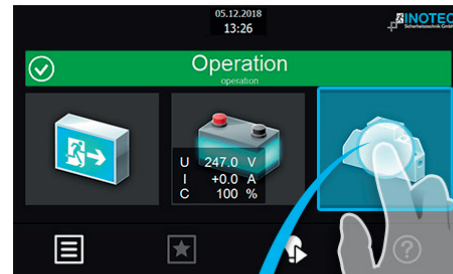 05.12.2018
13:26
INOTEC
Sicherheitstechnik GmbH
Operation
operation
U 247.0 V
I +0.0 A
C 100 %
?